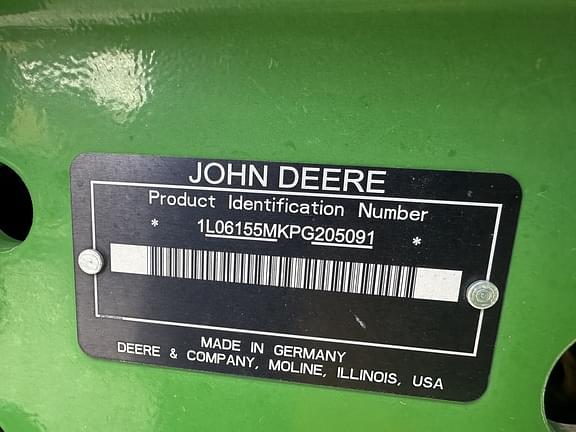 JOHN DEERE
Product Identification Number
* 1L06155MKPG205091 *
MADE IN GERMANY
DEERE & COMPANY, MOLINE, ILLINOIS, USA